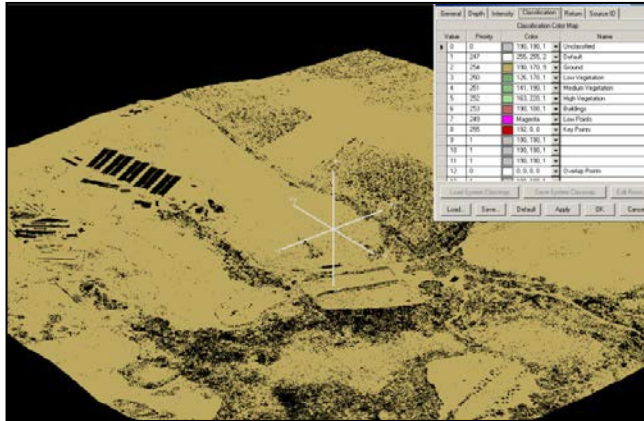 General Depth Intensity Classification Return Source ID
Classification Color Map
Value Priority Color Name
0 0 190, 190, 1 Unclassified
1 247 255, 255, 2 Default
2 254 190, 170, 9 Ground
3 250 126, 170, 1 Low Vegetation
4 251 141, 190, 1 Medium Vegetation
5 252 163, 220, 1 High Vegetation
6 253 190, 100, 1 Buildings
7 249 Magenta Low Points
8 255 192, 0, 0 Key Points
9 1 190, 190, 1
10 1 190, 190, 1
11 1 190, 190, 1
12 0 0, 0, 0 Overlap Points
Load System Classmap Save System Classmap
Load... Save... Default Apply OK Cance